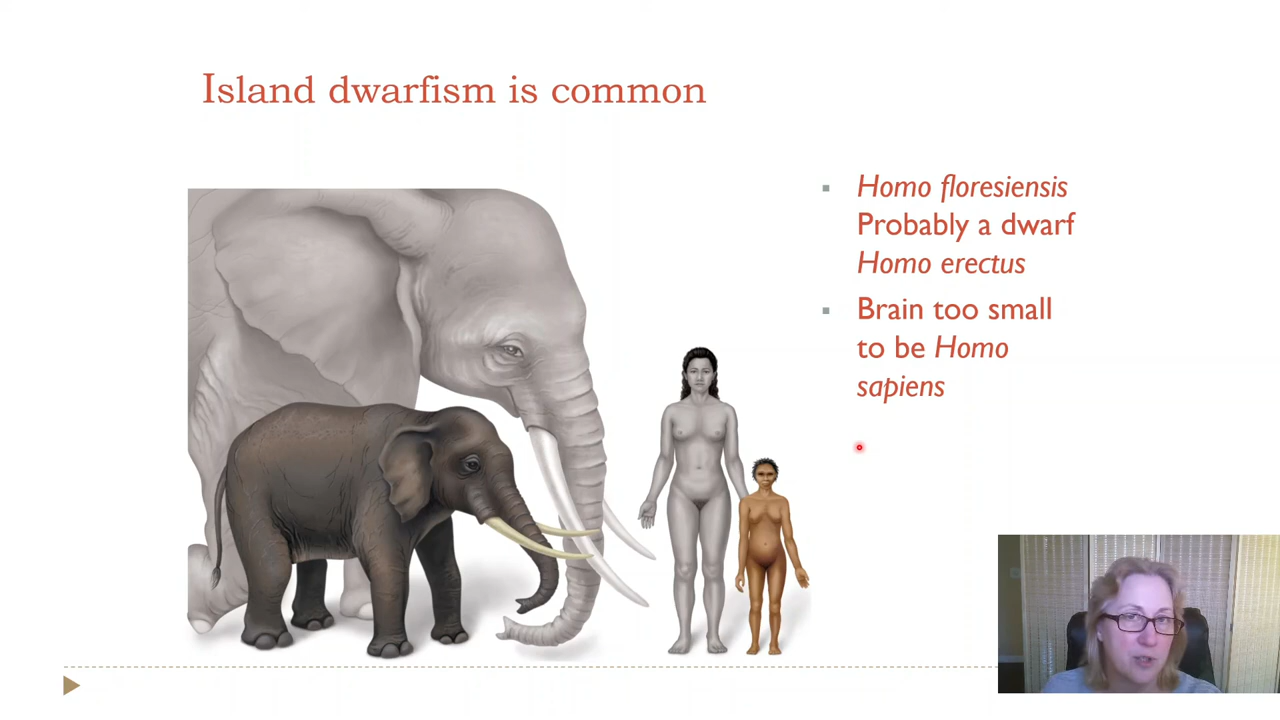 Island dwarfism is common
Homo floresiensis
Probably a dwarf
Homo erectus
Brain too small
to be Homo
sapiens